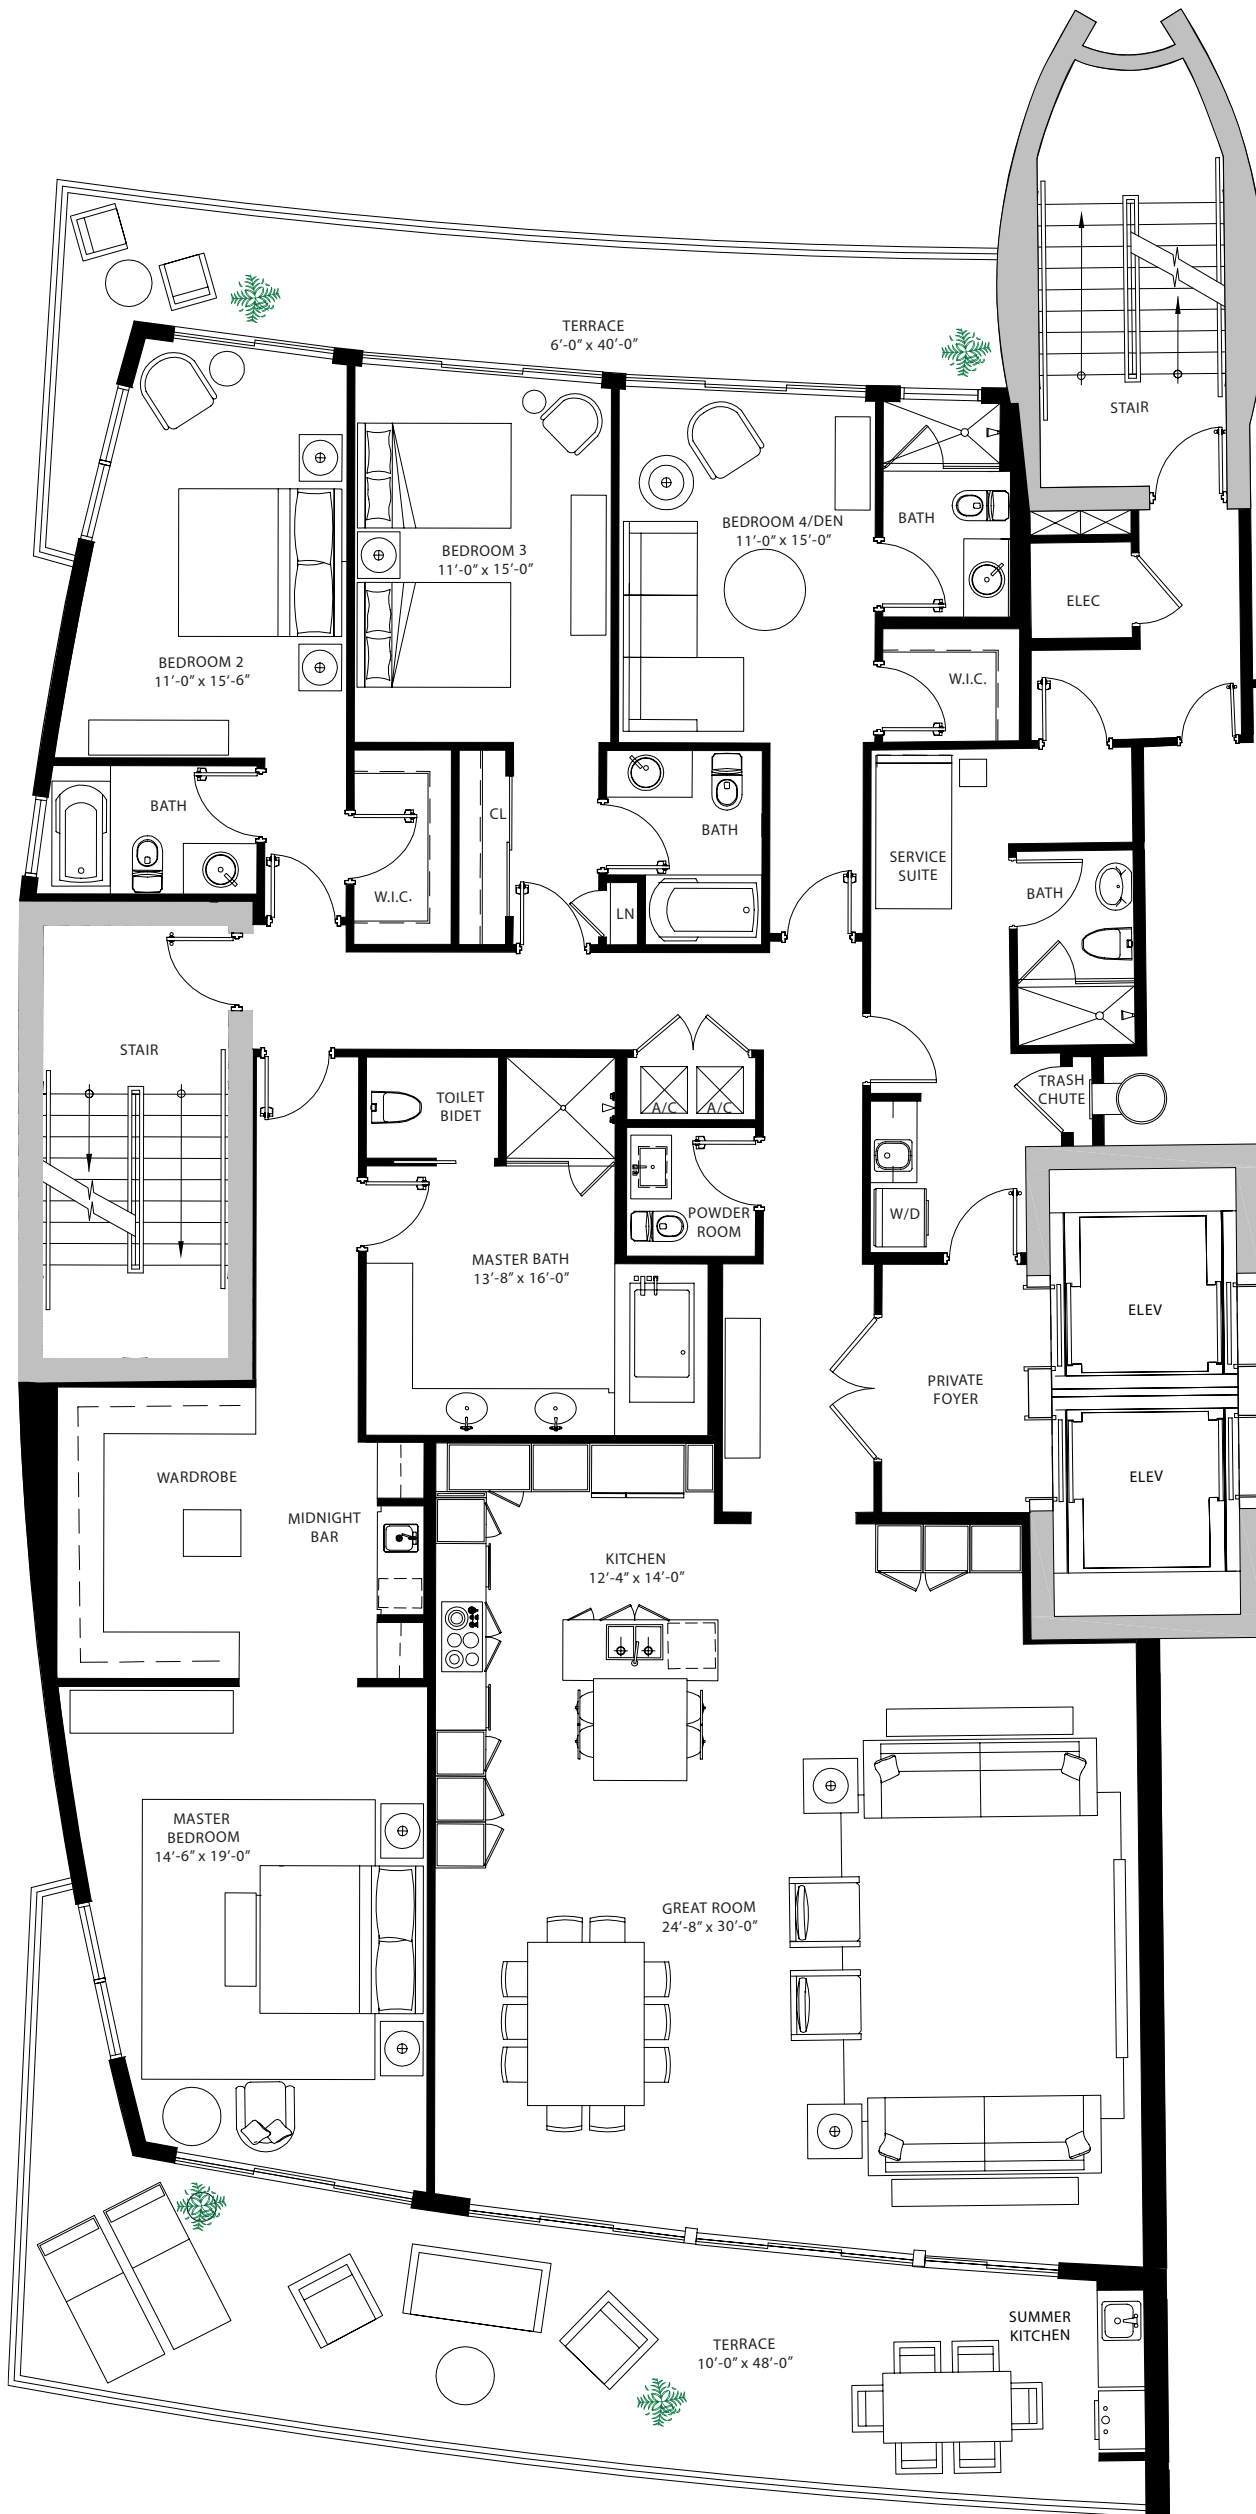 TERRACE
6'-0" x 40'-0"
STAIR
BEDROOM 4/DEN
11'-0" x 15'-0"
BATH
BEDROOM 3
11'-0" x 15'-0"
ELEC
BEDROOM 2
11'-0" x 15'-6"
W.I.C.
BATH
CL
BATH
SERVICE
SUITE
W.I.C.
LN
BATH
STAIR
TOILET
BIDET
A/C
A/C
TRASH
CHUTE
POWDER
ROOM
W/D
MASTER BATH
13'-8" x 16'-0"
ELEV
PRIVATE
FOYER
WARDROBE
ELEV
MIDNIGHT
BAR
KITCHEN
12'-4" x 14'-0"
MASTER
BEDROOM
14'-6" x 19'-0"
GREAT ROOM
24'-8" x 30'-0"
SUMMER
KITCHEN
TERRACE
10'-0" x 48'-0"